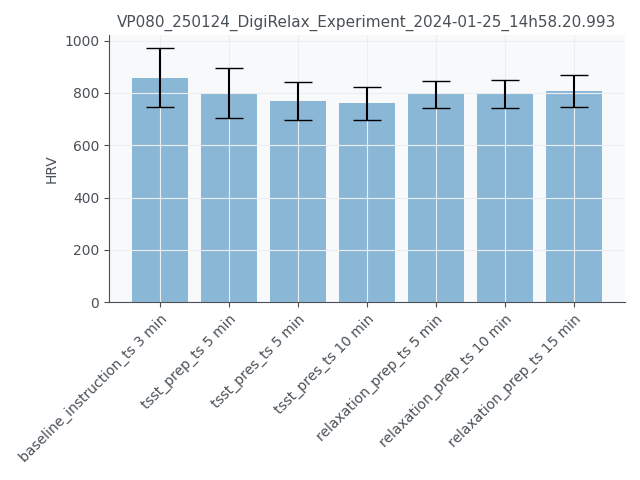 VP080_250124_DigiRelax_Experiment_2024-01-25_14h58.20.993
1000
800
600
400
200
0
HRV
baseline_instruction_ts 3 min
tsst_prep_ts 5 min
tsst_pres_ts 5 min
tsst_pres_ts 10 min
relaxation_prep_ts 5 min
relaxation_prep_ts 10 min
relaxation_prep_ts 15 min